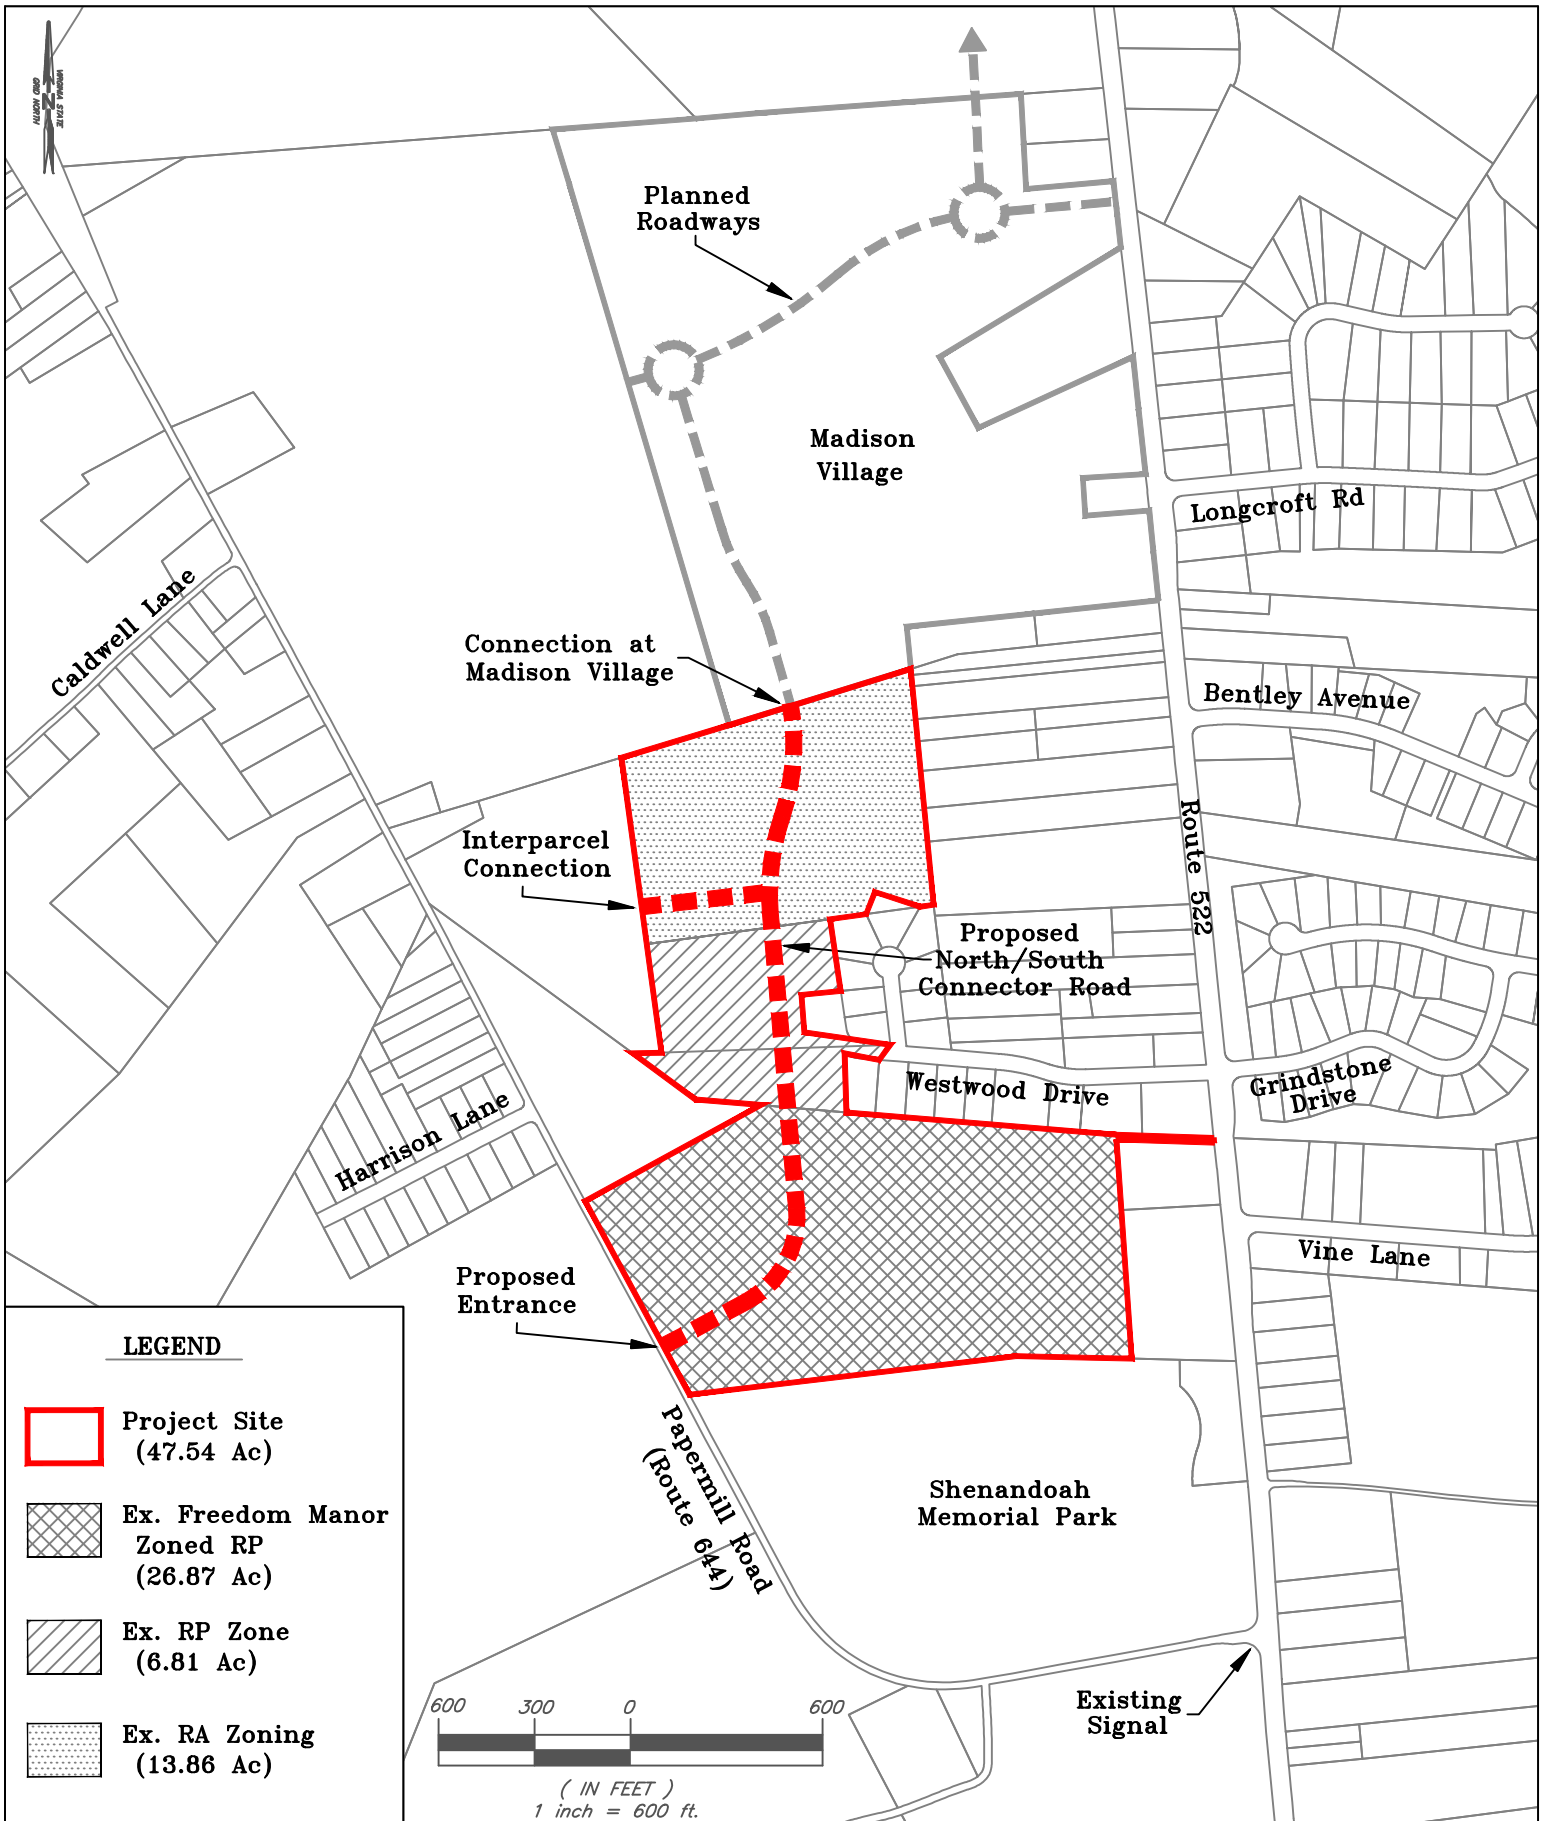 VIRGINIA STATE
GRID NORTH
N
Planned
Roadways
Madison
Village
Longcroft Rd
Caldwell Lane
Connection at
Madison Village
Bentley Avenue
Route 522
Interparcel
Connection
Proposed
North/South
Connector Road
Westwood Drive
Grindstone
Drive
Harrison Lane
Vine Lane
Proposed
Entrance
LEGEND
Project Site
(47.54 Ac)
Ex. Freedom Manor
Zoned RP
(26.87 Ac)
Ex. RP Zone
(6.81 Ac)
Ex. RA Zoning
(13.86 Ac)
Papermill Road
(Route 644)
Shenandoah
Memorial Park
Existing
Signal
600 300 0 600
( IN FEET )
1 inch = 600 ft.